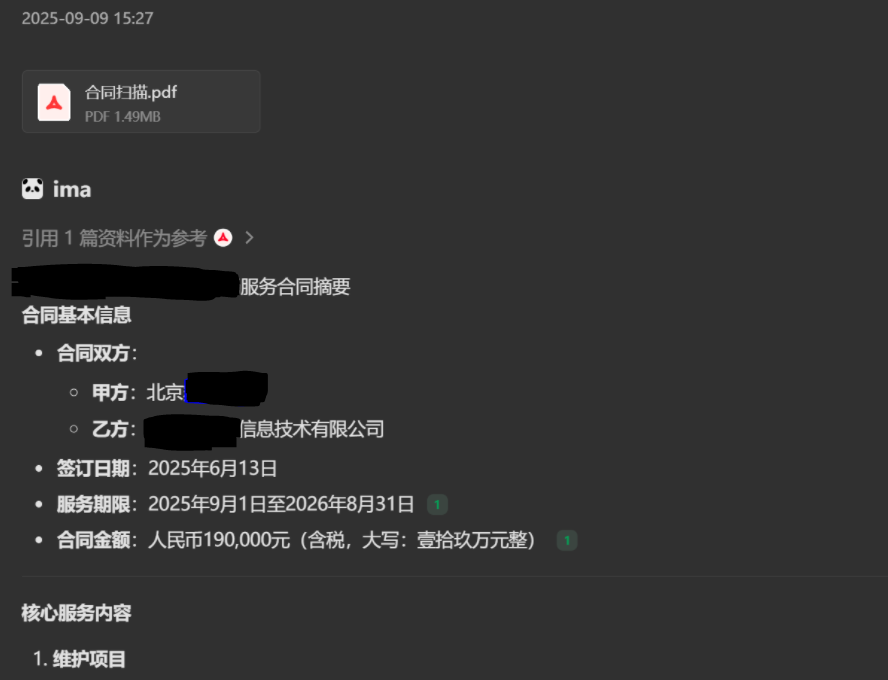 2025-09-09 15:27
合同扫描.pdf
PDF 1.49MB
ima
引用 1 篇资料作为参考
服务合同摘要
合同基本信息
合同双方：
甲方：北京
乙方： 信息技术有限公司
签订日期：2025年6月13日
服务期限：2025年9月1日至2026年8月31日 1
合同金额：人民币190,000元（含税，大写：壹拾玖万元整） 1
核心服务内容
1. 维护项目